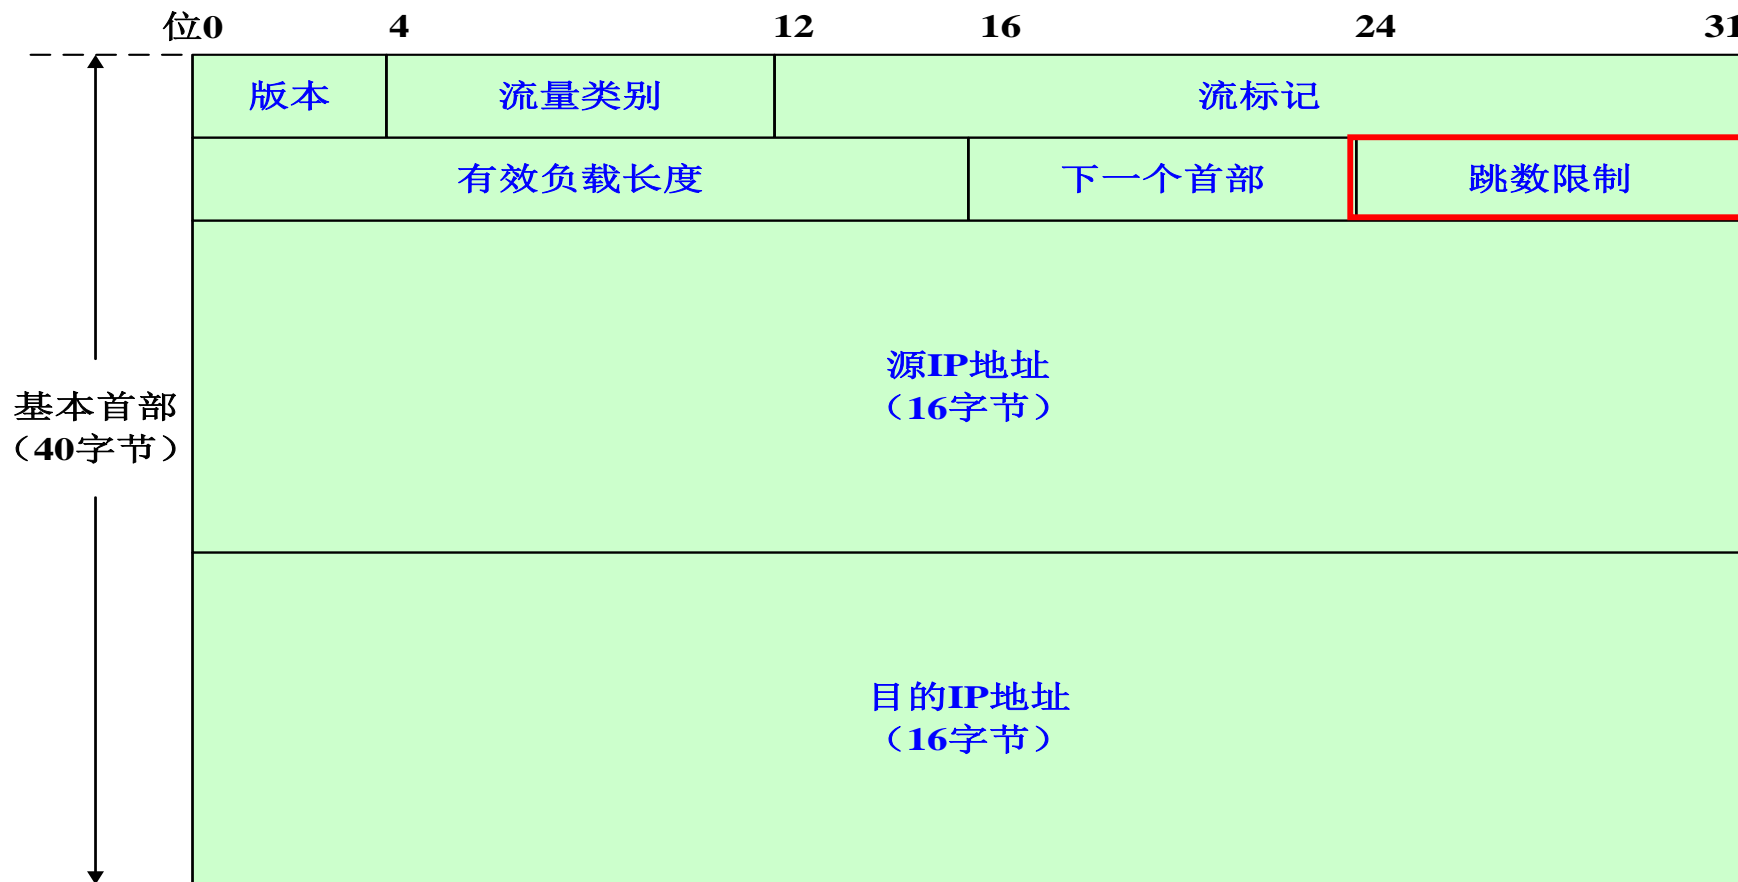 位0 4 12 16 24 31
版本 流量类别 流标记
有效负载长度 下一个首部 跳数限制
源IP地址
（16字节）
基本首部
（40字节）
目的IP地址
（16字节）